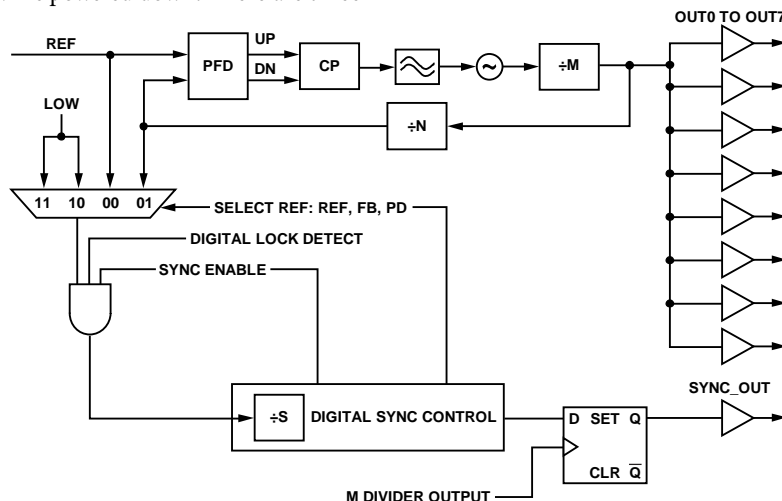 OUT0 TO OUT7
REF
UP
PFD
DN
CP
÷M
LOW
÷N
11 10 00 01
SELECT REF: REF, FB, PD
DIGITAL LOCK DETECT
SYNC ENABLE
SYNC_OUT
÷S
DIGITAL SYNC CONTROL
D SET Q
CLR Q̅
M DIVIDER OUTPUT